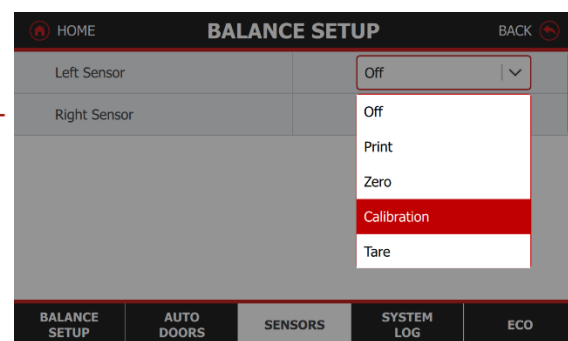 HOME
BALANCE SETUP
BACK
Left Sensor
Off
Right Sensor
Off
Print
Zero
Calibration
Tare
BALANCE
SETUP
AUTO
DOORS
SENSORS
SYSTEM
LOG
ECO